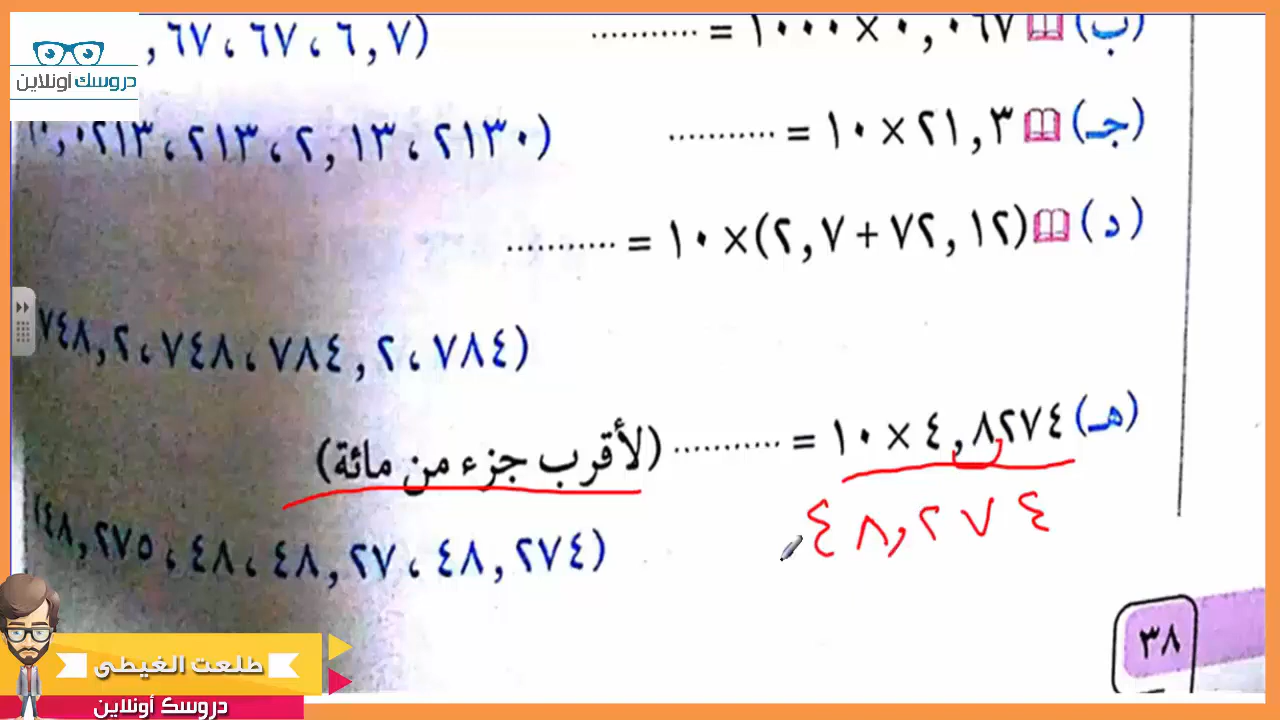 (ب) ٠,٠٦٧ × ١٠٠٠ = ...........
(٦,٧ ، ٦٧ ، ٦٧,
دروسك أونلاين
(جـ) ٢١,٣ × ١٠ = ...........
(٢١٣٠ ، ٢,١٣ ، ٢١٣ ، ٠,٠٢١٣)
(د) (٧٢,١٢ + ٢,٧) × ١٠ = ...........
(٧٨٤ ، ٧٨٤,٢ ، ٧٤٨ ، ٧٤٨,٢
(هـ) ٤,٨٢٧٤ × ١٠ = ........... (لأقرب جزء من مائة)
٤٨,٢٧٤
(٤٨,٢٧٤ ، ٤٨,٢٧ ، ٤٨ ، ٤٨,٢٧٥)
٣٨
طلعت الغيطى
دروسك أونلاين